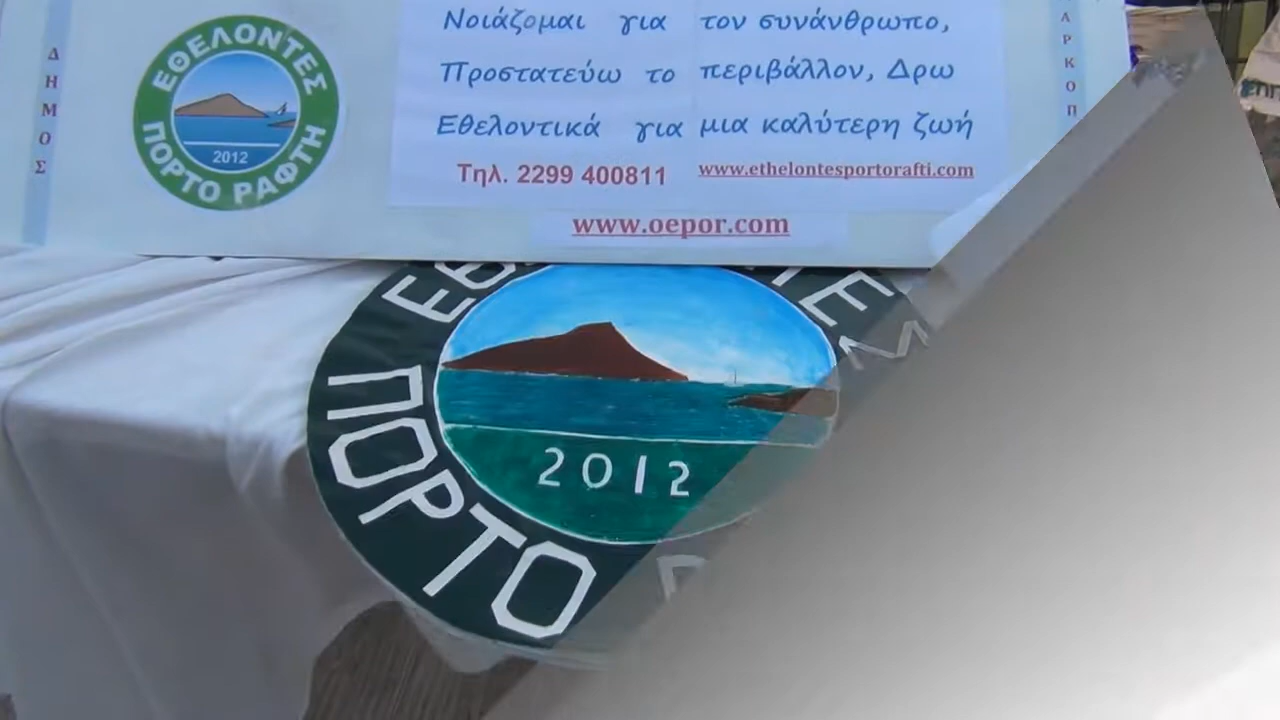 ΔΗΜΟΣ
ΕΘΕΛΟΝΤΕΣ
2012
ΠΟΡΤΟ ΡΑΦΤΗ
Νοιάζομαι για τον συνάνθρωπο,
Προστατεύω το περιβάλλον, Δρω
Εθελοντικά για μια καλύτερη ζωή
Τηλ. 2299 400811 www.ethelontesportorafti.com
www.oepor.com
ΑΡΚΟΠ
2012
ΠΟΡΤΟ